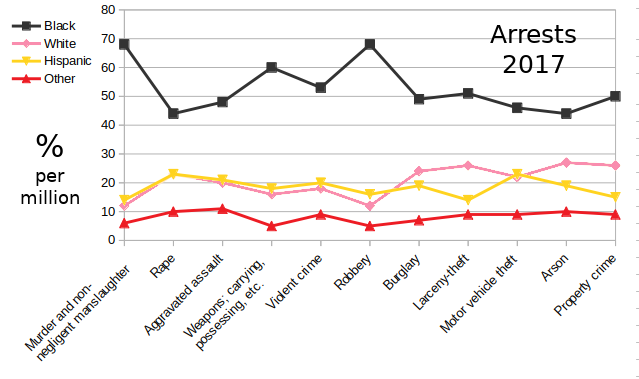 Black
White
Hispanic
Other
Arrests
2017
%
per
million
80
70
60
50
40
30
20
10
0
Murder and non-
negligent manslaughter
Rape
Aggravated assault
Weapons; carrying,
possessing, etc.
Violent crime
Robbery
Burglary
Larceny-theft
Motor vehicle theft
Arson
Property crime